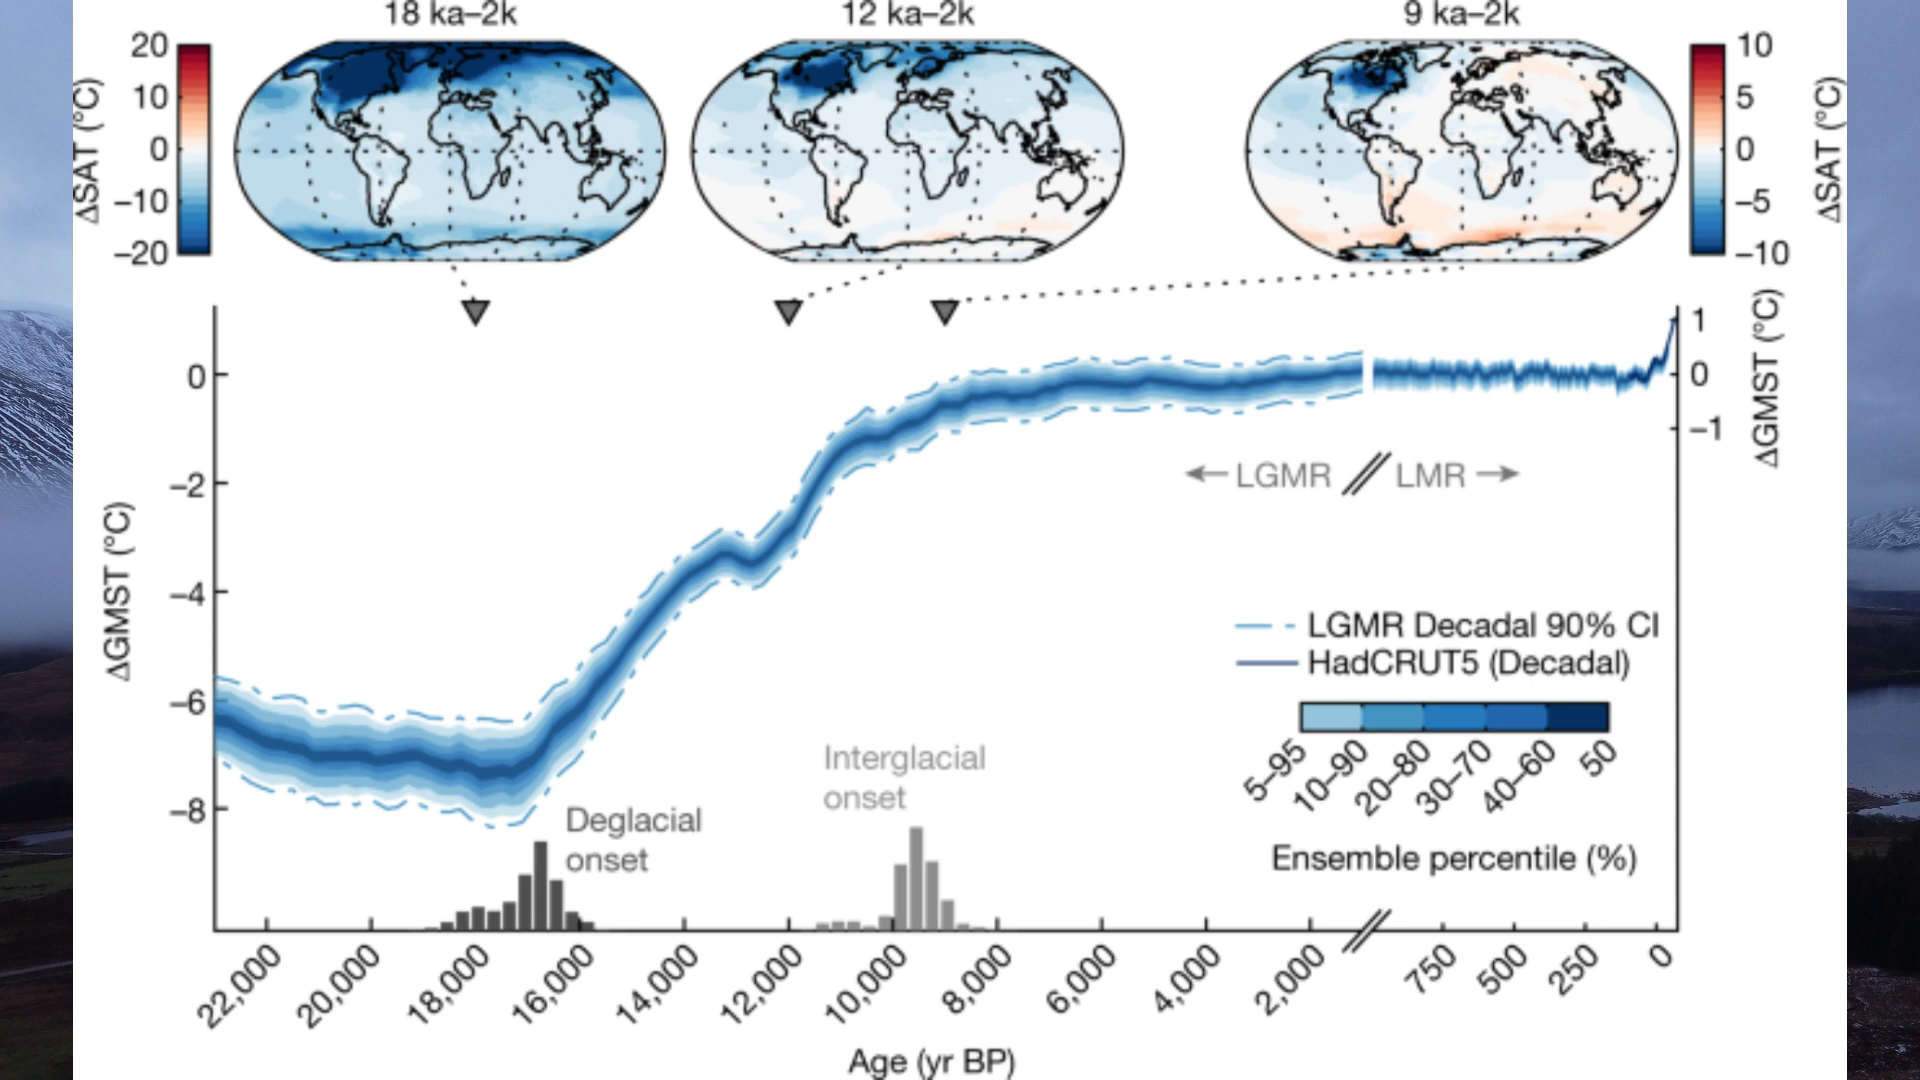 18 ka–2k
12 ka–2k
9 ka–2k
20
10
0
−10
−20
ΔSAT (°C)
10
5
0
−5
−10
ΔSAT (°C)
0
−2
−4
−6
−8
ΔGMST (°C)
1
0
−1
ΔGMST (°C)
LGMR
LMR
LGMR Decadal 90% CI
HadCRUT5 (Decadal)
5–95
10–90
20–80
30–70
40–60
50
Ensemble percentile (%)
Interglacial
onset
Deglacial
onset
22,000
20,000
18,000
16,000
14,000
12,000
10,000
8,000
6,000
4,000
2,000
750
500
250
0
Age (yr BP)